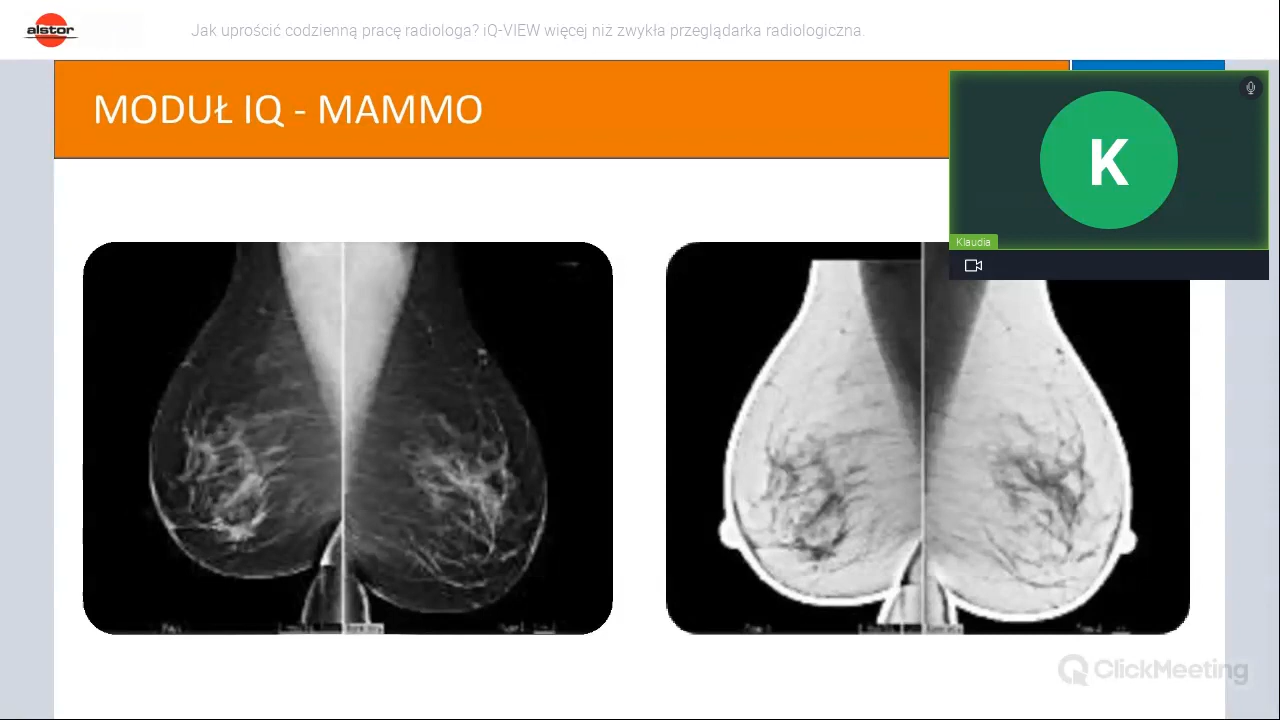 alstor
Jak uprościć codzienną pracę radiologa? IQ-VIEW więcej niż zwykła przeglądarka radiologiczna.
MODUŁ IQ - MAMMO
K
Klaudia
ClickMeeting